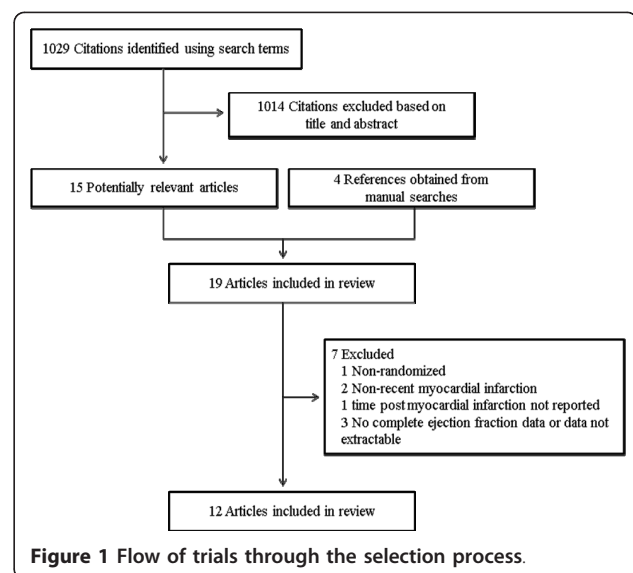 1029 Citations identified using search terms
1014 Citations excluded based on
title and abstract
15 Potentially relevant articles
4 References obtained from
manual searches
19 Articles included in review
7 Excluded
1 Non-randomized
2 Non-recent myocardial infarction
1 time post myocardial infarction not reported
3 No complete ejection fraction data or data not
extractable
12 Articles included in review
Figure 1 Flow of trials through the selection process.